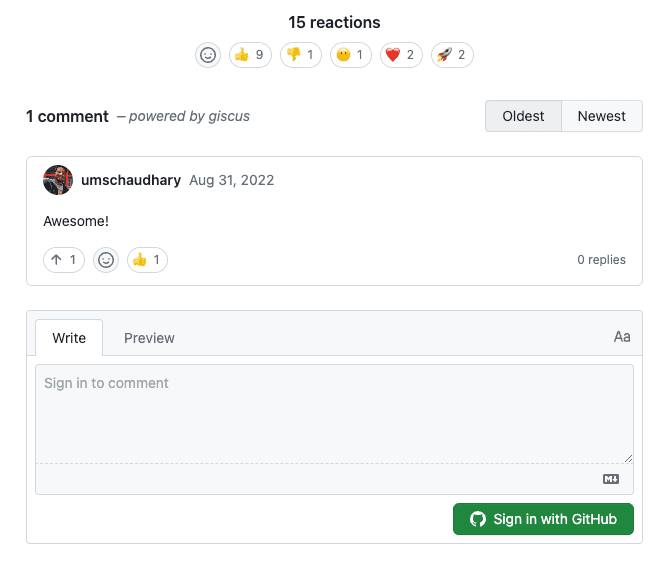 15 reactions
👍 9 👎 1 😶 1 ❤️ 2 🚀 2
1 comment – powered by giscus Oldest Newest
umschaudhary Aug 31, 2022
Awesome!
↑ 1 👍 1 0 replies
Write Preview Aa
Sign in to comment
M↓
Sign in with GitHub